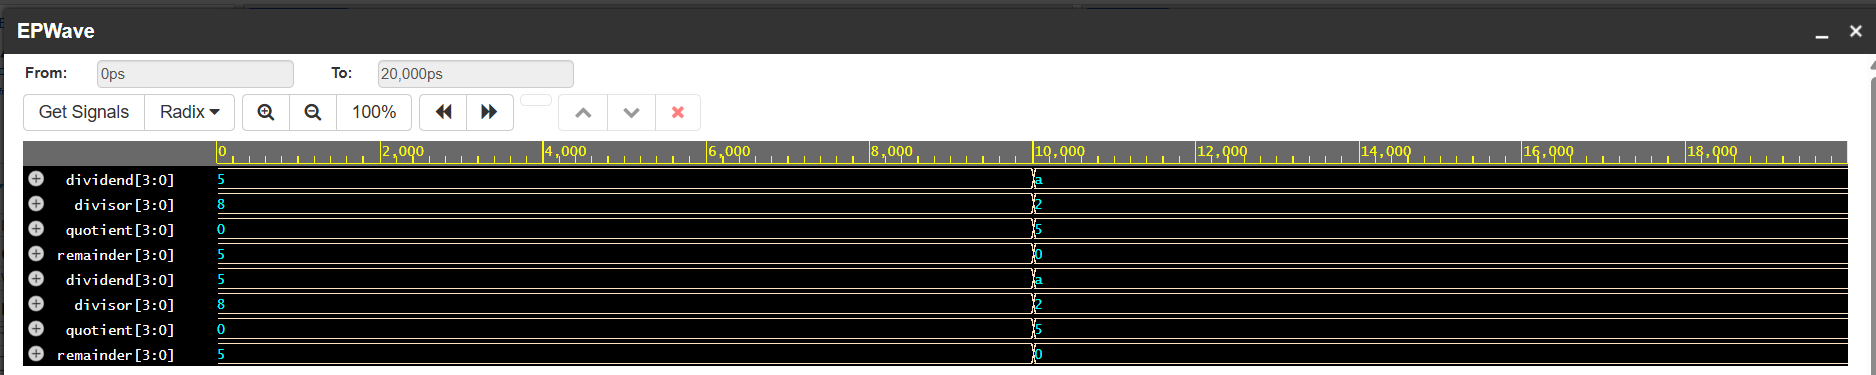 EPWave
From: 0ps To: 20,000ps
Get Signals Radix 100%
0 2,000 4,000 6,000 8,000 10,000 12,000 14,000 16,000 18,000
dividend[3:0] 5 a
divisor[3:0] 8 2
quotient[3:0] 0 5
remainder[3:0] 5 0
dividend[3:0] 5 a
divisor[3:0] 8 2
quotient[3:0] 0 5
remainder[3:0] 5 0